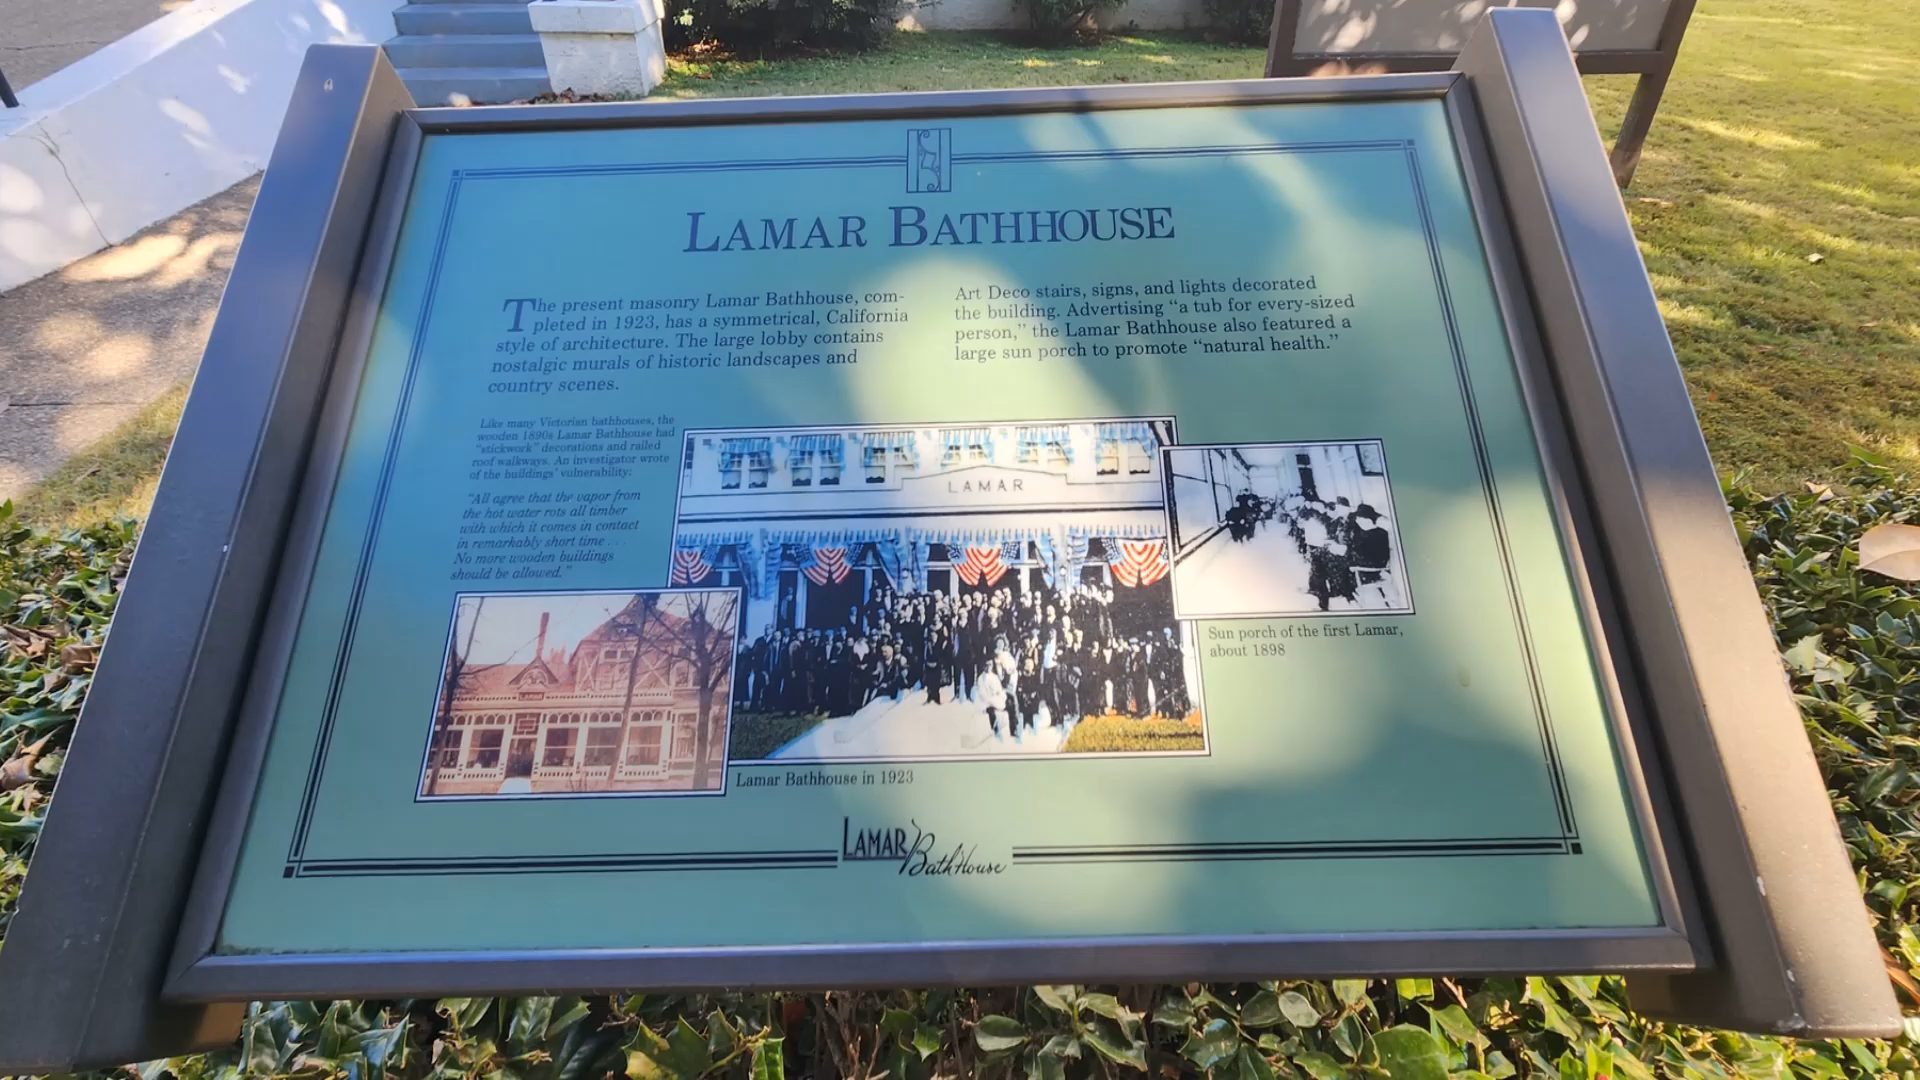 LAMAR BATHHOUSE
The present masonry Lamar Bathhouse, com-
pleted in 1923, has a symmetrical, California
style of architecture. The large lobby contains
nostalgic murals of historic landscapes and
country scenes.
Art Deco stairs, signs, and lights decorated
the building. Advertising “a tub for every-sized
person,” the Lamar Bathhouse also featured a
large sun porch to promote “natural health.”
Like many Victorian bathhouses, the
wooden 1890s Lamar Bathhouse had
“stickwork” decorations and railed
roof walkways. An investigator wrote
of the buildings’ vulnerability:
“All agree that the vapor from
the hot water rots all timber
with which it comes in contact
in remarkably short time . . .
No more wooden buildings
should be allowed.”
LAMAR
LAMAR
Sun porch of the first Lamar,
about 1898
Lamar Bathhouse in 1923
LAMAR BathHouse